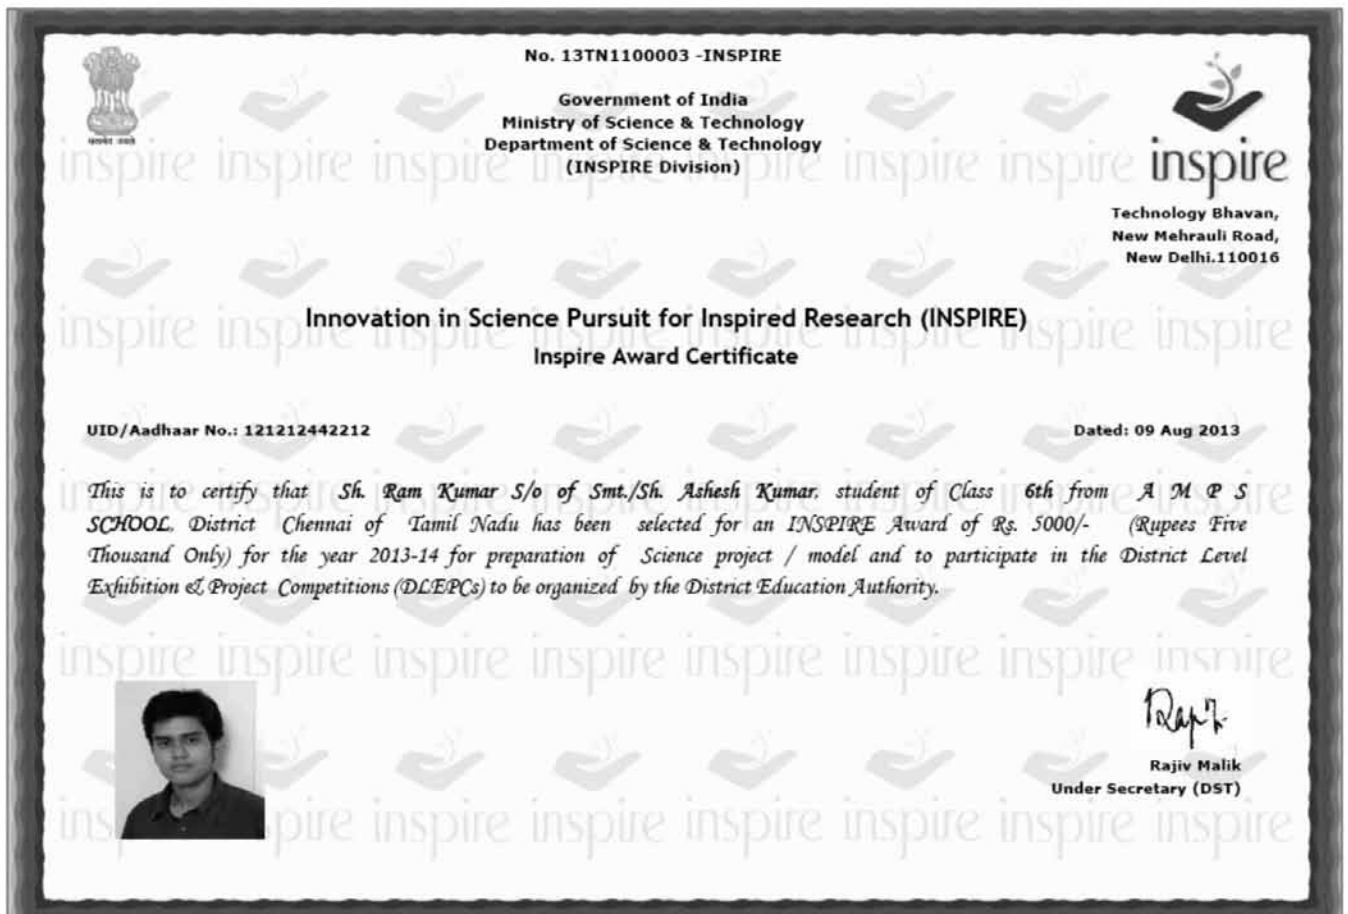 No. 13TN1100003 -INSPIRE
Government of India
Ministry of Science & Technology
Department of Science & Technology
(INSPIRE Division)
सत्यमेव जयते
inspire
Technology Bhavan,
New Mehrauli Road,
New Delhi.110016
Innovation in Science Pursuit for Inspired Research (INSPIRE)
Inspire Award Certificate
UID/Aadhaar No.: 121212442212
Dated: 09 Aug 2013
This is to certify that Sh. Ram Kumar S/o of Smt./Sh. Ashesh Kumar, student of Class 6th from A M P S
SCHOOL, District Chennai of Tamil Nadu has been selected for an INSPIRE Award of Rs. 5000/- (Rupees Five
Thousand Only) for the year 2013-14 for preparation of Science project / model and to participate in the District Level
Exhibition & Project Competitions (DLEPCs) to be organized by the District Education Authority.
Rajiv Malik
Under Secretary (DST)